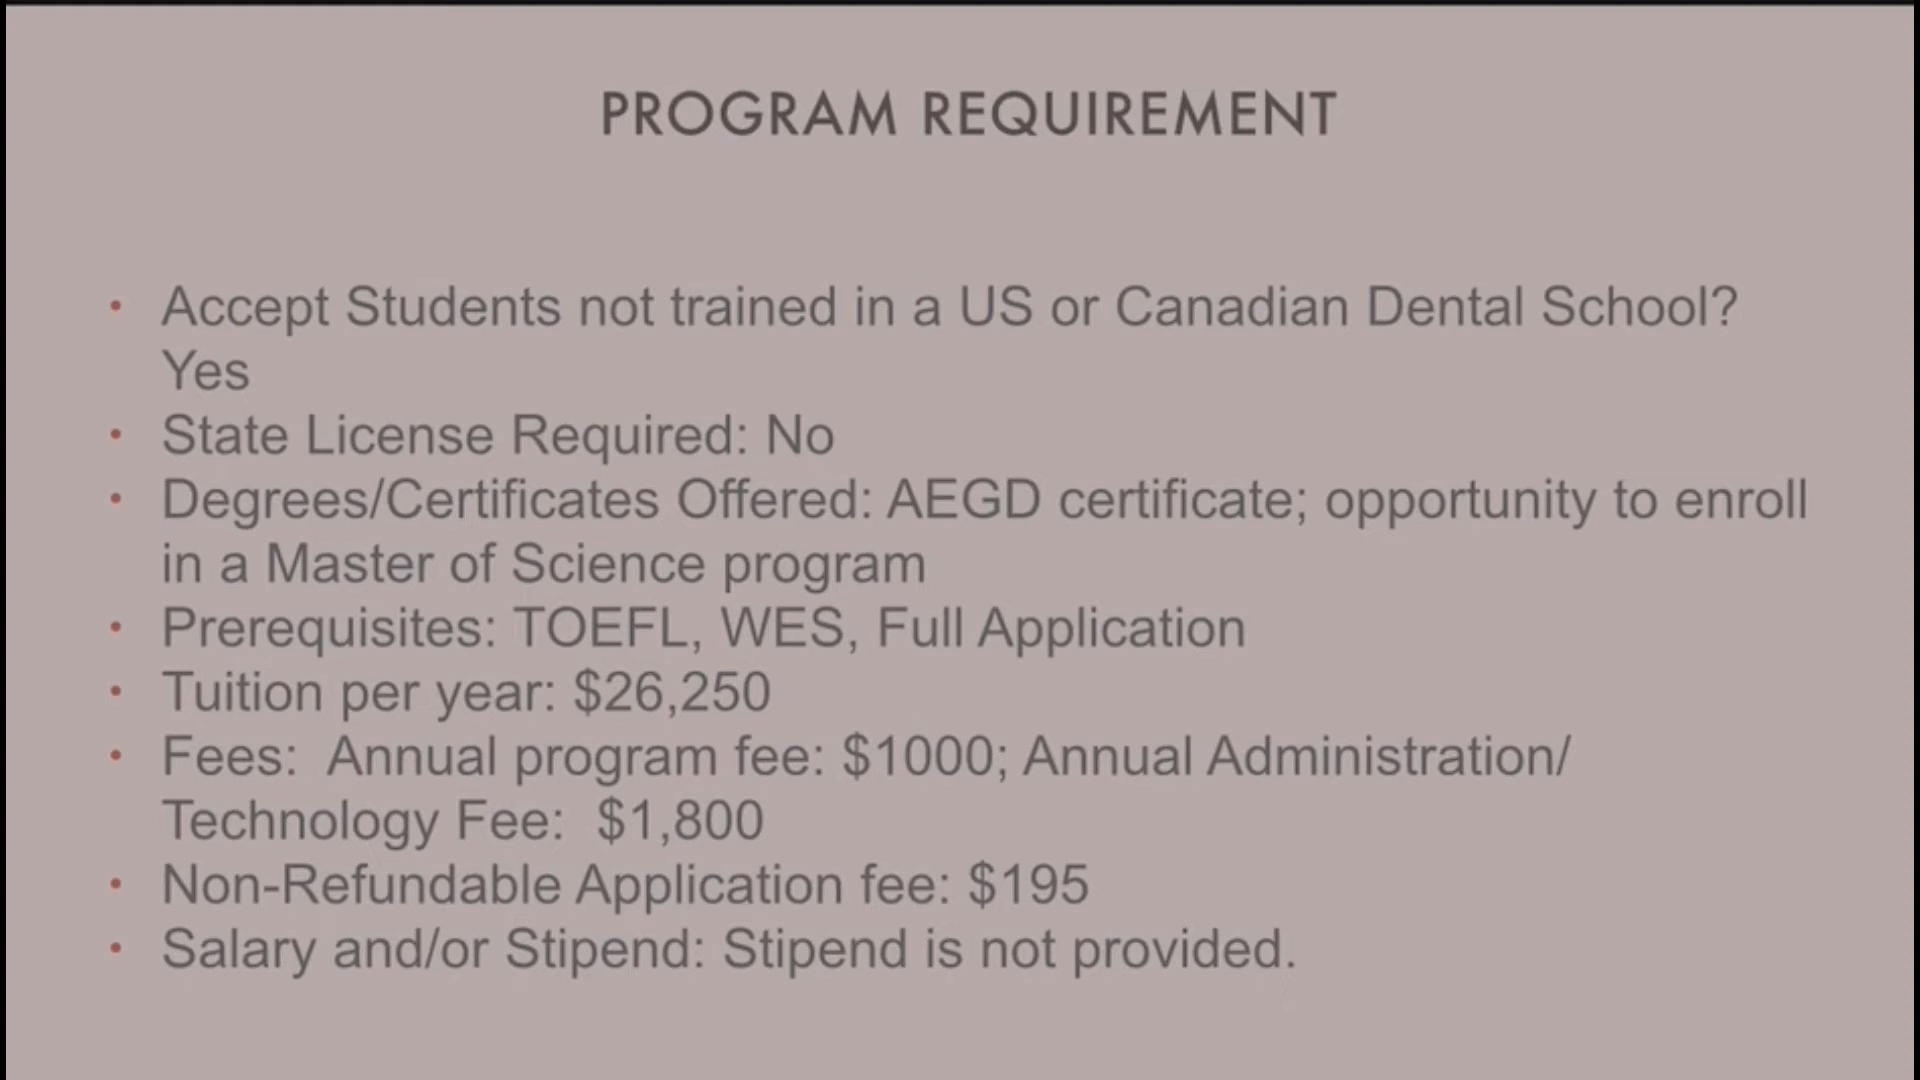 PROGRAM REQUIREMENT
• Accept Students not trained in a US or Canadian Dental School?
Yes
• State License Required: No
• Degrees/Certificates Offered: AEGD certificate; opportunity to enroll
in a Master of Science program
• Prerequisites: TOEFL, WES, Full Application
• Tuition per year: $26,250
• Fees:  Annual program fee: $1000; Annual Administration/
Technology Fee:  $1,800
• Non-Refundable Application fee: $195
• Salary and/or Stipend: Stipend is not provided.